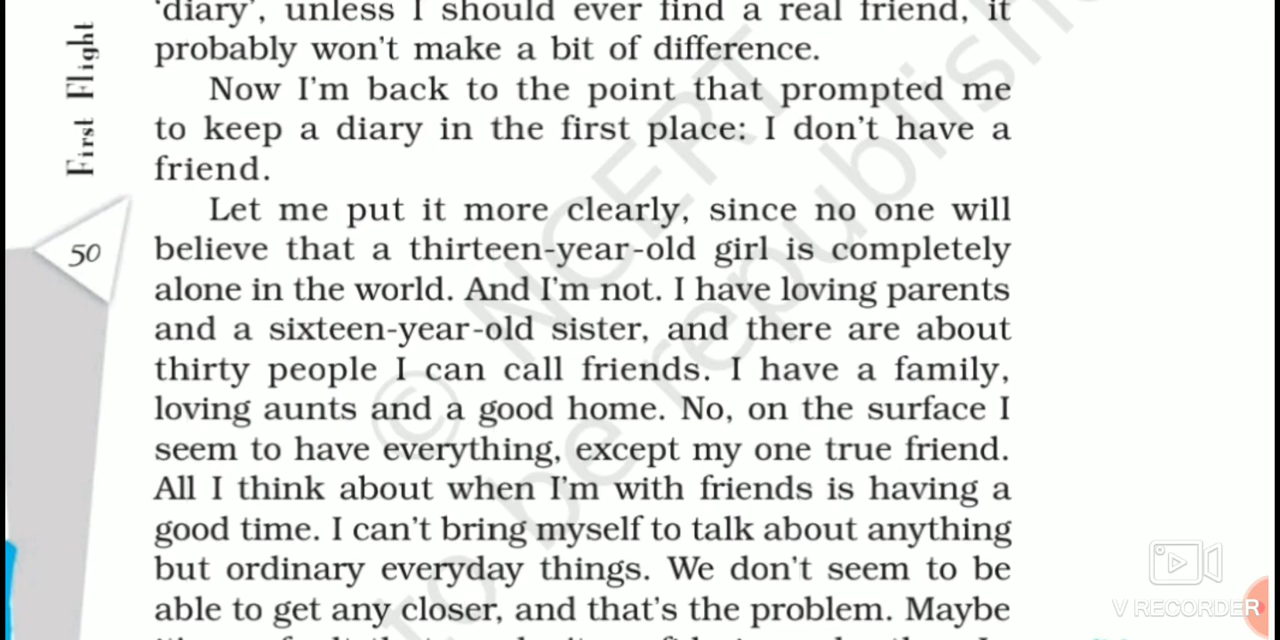 'diary', unless I should ever find a real friend, it
probably won't make a bit of difference.
Now I'm back to the point that prompted me
to keep a diary in the first place: I don't have a
friend.
Let me put it more clearly, since no one will
believe that a thirteen-year-old girl is completely
alone in the world. And I'm not. I have loving parents
and a sixteen-year-old sister, and there are about
thirty people I can call friends. I have a family,
loving aunts and a good home. No, on the surface I
seem to have everything, except my one true friend.
All I think about when I'm with friends is having a
good time. I can't bring myself to talk about anything
but ordinary everyday things. We don't seem to be
able to get any closer, and that's the problem. Maybe
First Flight
50
© NCERT
to be republished
V RECORDER